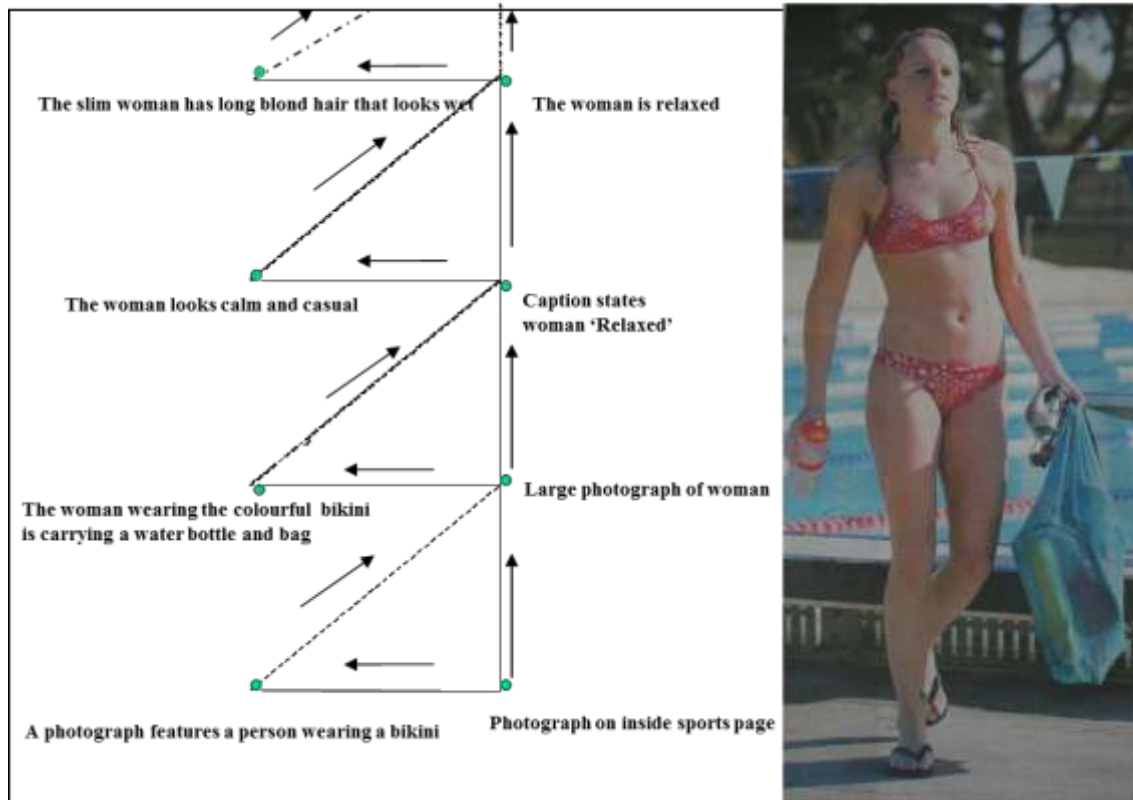 The slim woman has long blond hair that looks wet
The woman is relaxed
The woman looks calm and casual
Caption states
woman ‘Relaxed’
Large photograph of woman
The woman wearing the colourful bikini
is carrying a water bottle and bag
A photograph features a person wearing a bikini
Photograph on inside sports page